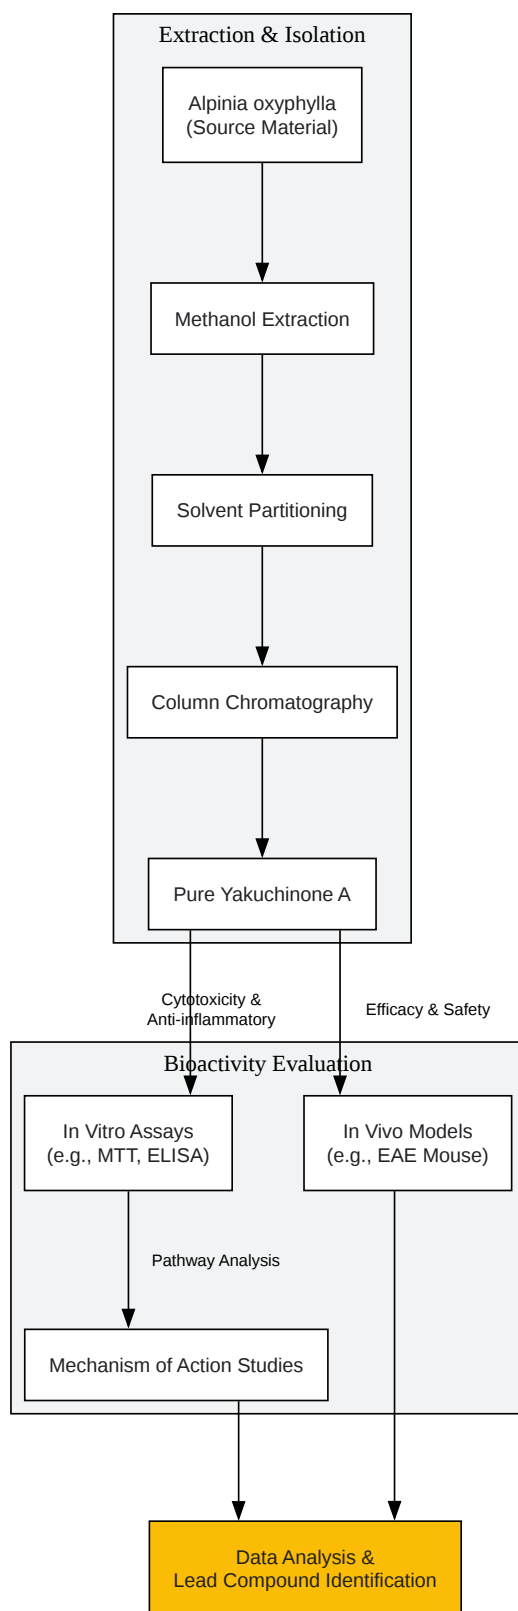 Extraction & Isolation
Alpinia oxyphylla
(Source Material)
Methanol Extraction
Solvent Partitioning
Column Chromatography
Pure Yakuchinone A
Cytotoxicity &
Anti-inflammatory
Efficacy & Safety
Bioactivity Evaluation
In Vitro Assays
(e.g., MTT, ELISA)
In Vivo Models
(e.g., EAE Mouse)
Pathway Analysis
Mechanism of Action Studies
Data Analysis &
Lead Compound Identification